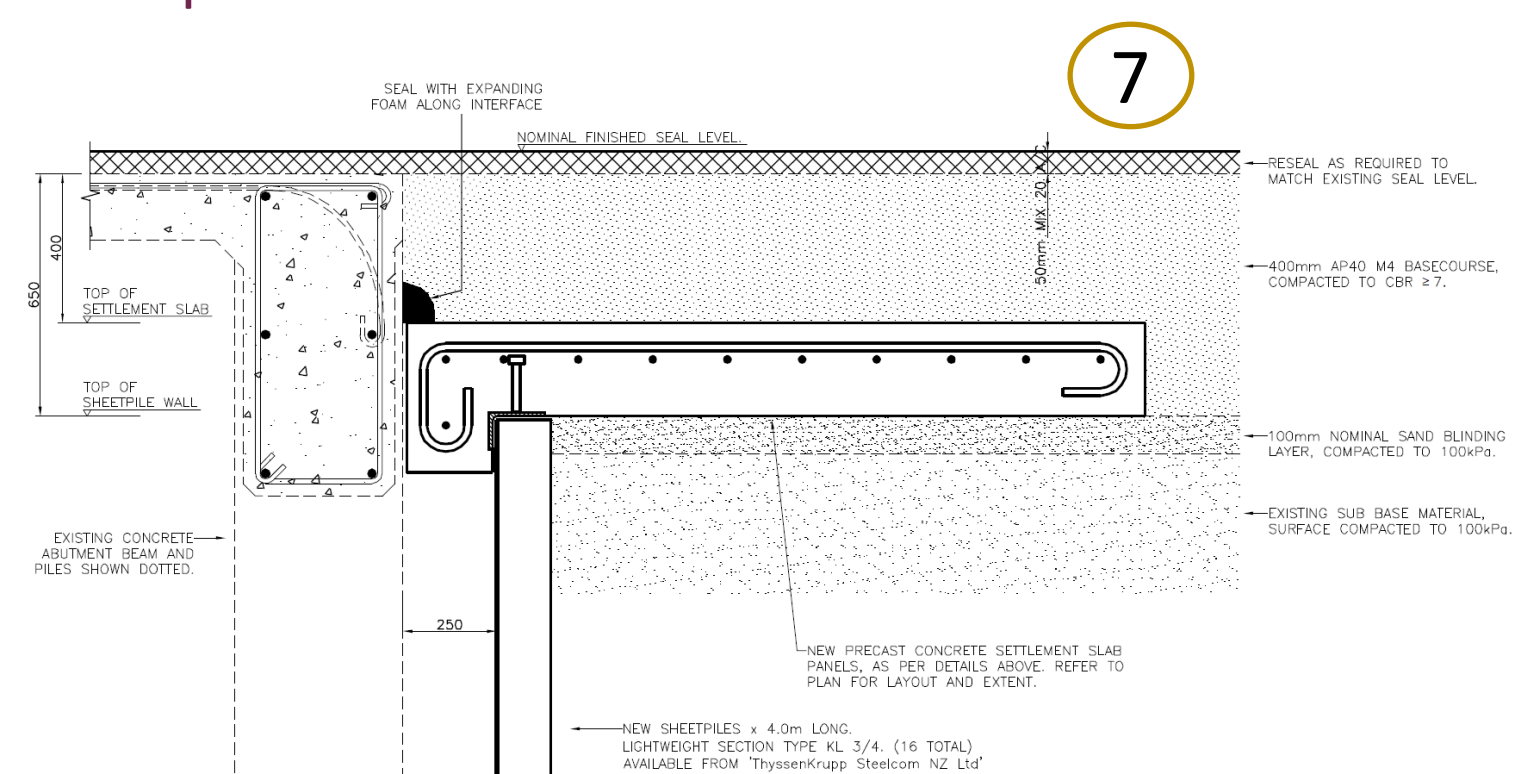 7
SEAL WITH EXPANDING
FOAM ALONG INTERFACE
NOMINAL FINISHED SEAL LEVEL.
50mm MIX 20 A/C
RESEAL AS REQUIRED TO
MATCH EXISTING SEAL LEVEL.
400
650
400mm AP40 M4 BASECOURSE,
COMPACTED TO CBR ≥ 7.
TOP OF
SETTLEMENT SLAB
TOP OF
SHEETPILE WALL
100mm NOMINAL SAND BLINDING
LAYER, COMPACTED TO 100kPa.
EXISTING SUB BASE MATERIAL,
SURFACE COMPACTED TO 100kPa.
EXISTING CONCRETE
ABUTMENT BEAM AND
PILES SHOWN DOTTED.
250
NEW PRECAST CONCRETE SETTLEMENT SLAB
PANELS, AS PER DETAILS ABOVE. REFER TO
PLAN FOR LAYOUT AND EXTENT.
NEW SHEETPILES x 4.0m LONG.
LIGHTWEIGHT SECTION TYPE KL 3/4. (16 TOTAL)
AVAILABLE FROM 'ThyssenKrupp Steelcom NZ Ltd'